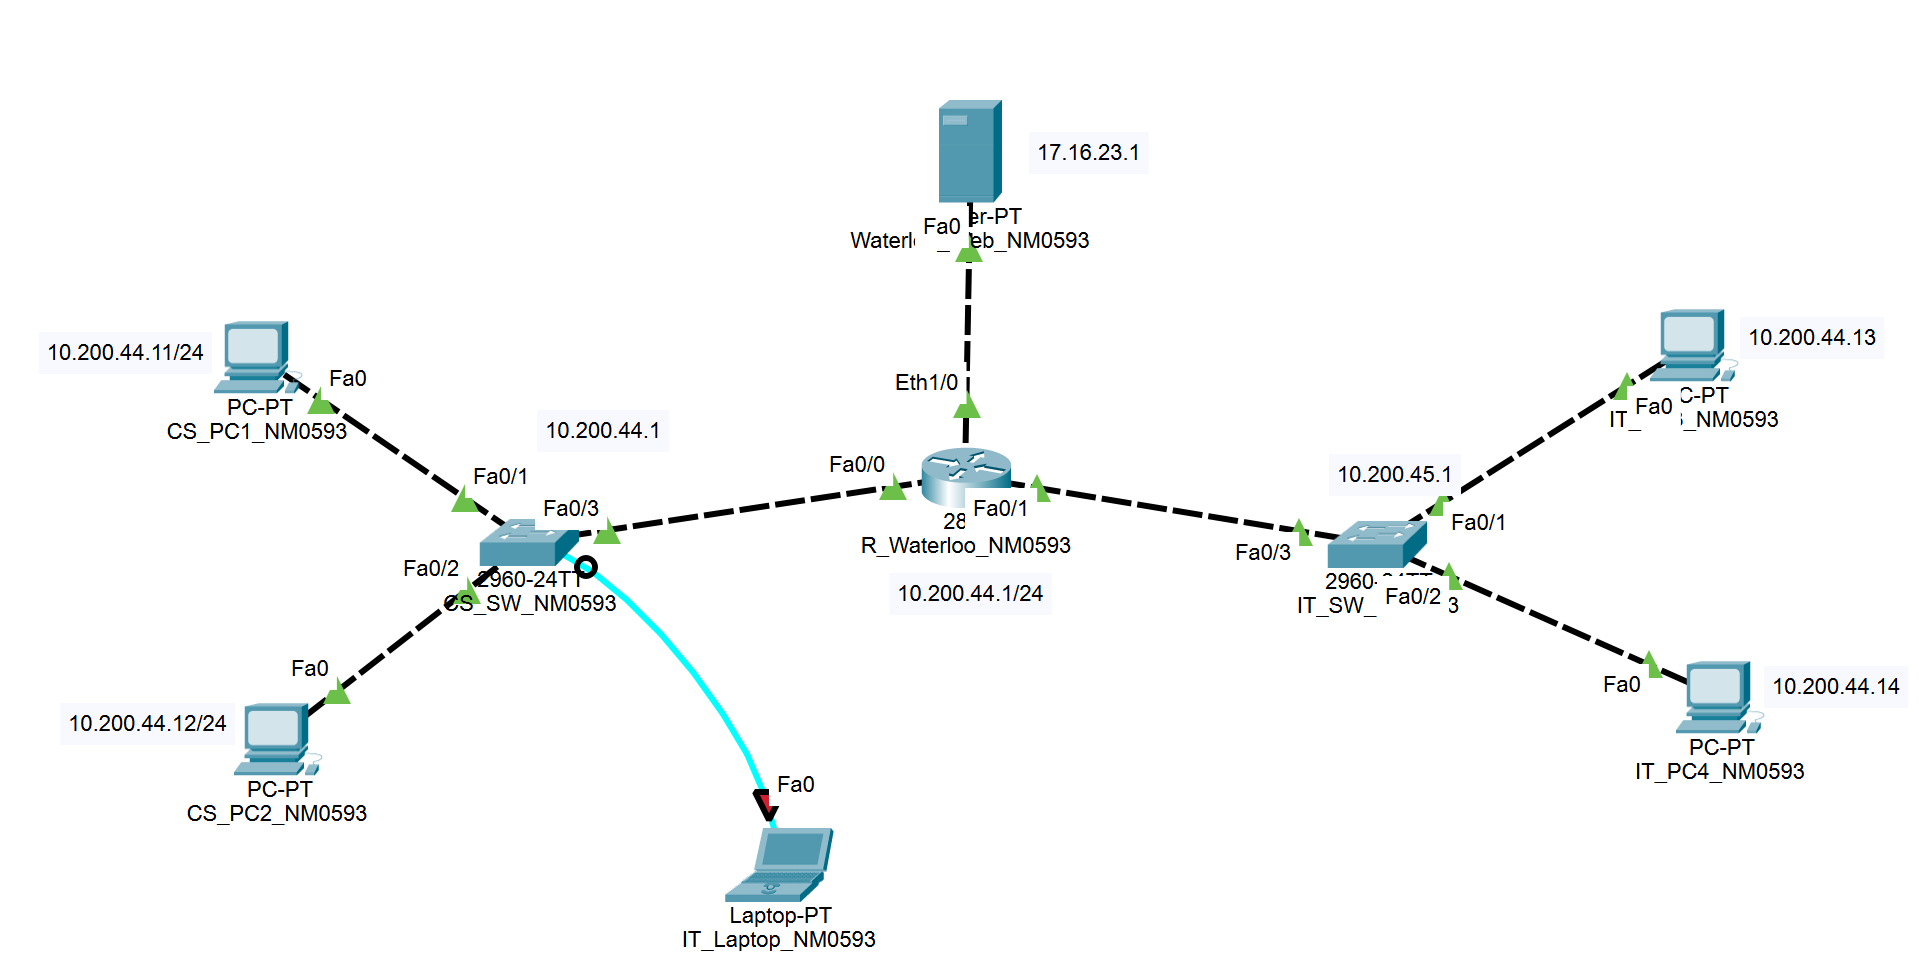 17.16.23.1
Fa0
er-PT
eb_NM0593
10.200.44.11/24
Fa0
PC-PT
CS_PC1_NM0593
10.200.44.13
Fa0
C-PT
IT_
_NM0593
Eth1/0
10.200.44.1
Fa0/1
Fa0/0
10.200.45.1
Fa0/3
Fa0/1
28
Fa0/1
R_Waterloo_NM0593
Fa0/3
Fa0/2
2960-24TT
CS_SW_NM0593
10.200.44.1/24
2960-24TT
IT_SW_
Fa0/2
3
Fa0
10.200.44.12/24
PC-PT
CS_PC2_NM0593
Fa0
10.200.44.14
PC-PT
IT_PC4_NM0593
Fa0
Laptop-PT
IT_Laptop_NM0593